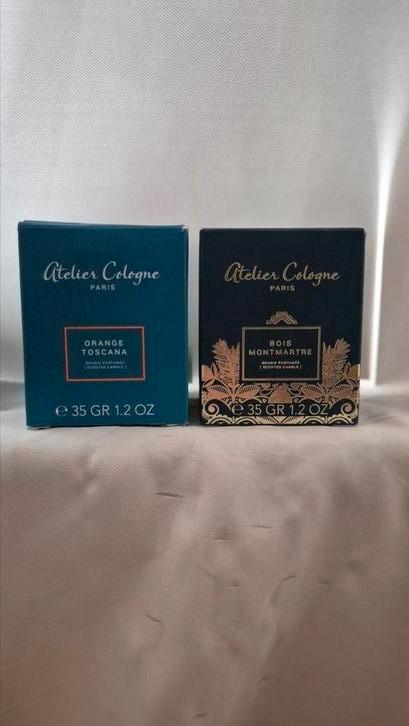 Atelier Cologne
PARIS
ORANGE
TOSCANA
BOUGIE PARFUMÉE
[ SCENTED CANDLE ]
℮ 35 GR 1.2 OZ
Atelier Cologne
PARIS
BOIS
MONTMARTRE
BOUGIE PARFUMÉE
[ SCENTED CANDLE ]
℮ 35 GR 1.2 OZ